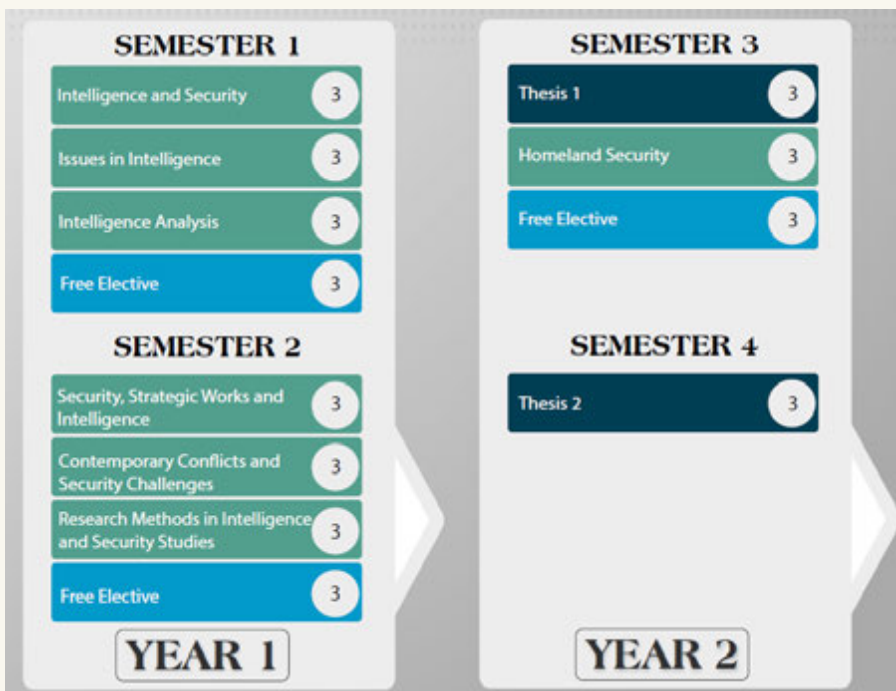 SEMESTER 1
Intelligence and Security 3
Issues in Intelligence 3
Intelligence Analysis 3
Free Elective 3
SEMESTER 2
Security, Strategic Works and
Intelligence 3
Contemporary Conflicts and
Security Challenges 3
Research Methods in Intelligence
and Security Studies 3
Free Elective 3
YEAR 1
SEMESTER 3
Thesis 1 3
Homeland Security 3
Free Elective 3
SEMESTER 4
Thesis 2 3
YEAR 2